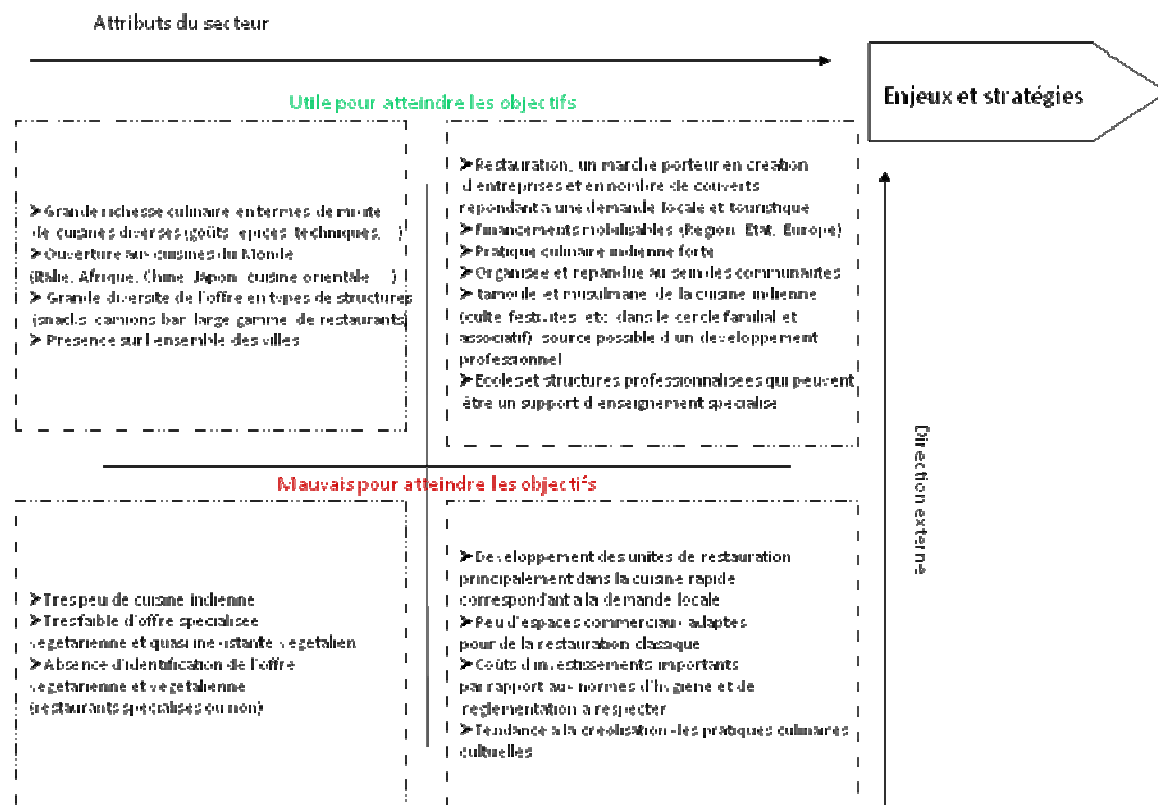 Attributs du secteur
Enjeux et stratégies
Utile pour atteindre les objectifs
➤Grande richesse culinaire en termes de mixité
de cuisines diverses (goûts, épices, techniques, )
➤Ouverture aux cuisines du Monde
(Italie, Afrique, Chine, Japon, cuisine orientale )
➤ Grande diversité de l'offre en types de structures
(snacks, camions bar, large gamme de restaurants)
➤ Présence sur l'ensemble des villes
➤Restauration, un marché porteur en création
d'entreprises et en nombre de couverts
répondant à une demande locale et touristique
➤Financements mobilisables (Région, Etat, Europe)
➤Pratique culinaire indienne forte
➤Organisée et répandue au sein des communautés
➤Tamoule et musulmane de la cuisine indienne
(culte, festivités, etc. dans le cercle familial et
associatif) source possible d'un développement
professionnel
➤Ecoles et structures professionnalisées qui peuvent
être un support d'enseignement spécialisé
Direction externe
Mauvais pour atteindre les objectifs
➤Très peu de cuisine indienne
➤Très faible d'offre spécialisée
végétarienne et quasi inexistante végétalien
➤Absence d'identification de l'offre
végétarienne et végétalienne
(restaurants spécialisés ou non)
➤Développement des unités de restauration
principalement dans la cuisine rapide
correspondant à la demande locale
➤Peu d'espaces commerciaux adaptés
pour de la restauration classique
➤Coûts d'investissements importants
par rapport aux normes d'hygiène et de
réglementation à respecter
➤Tendance à la créolisation des pratiques culinaires
cultuelles